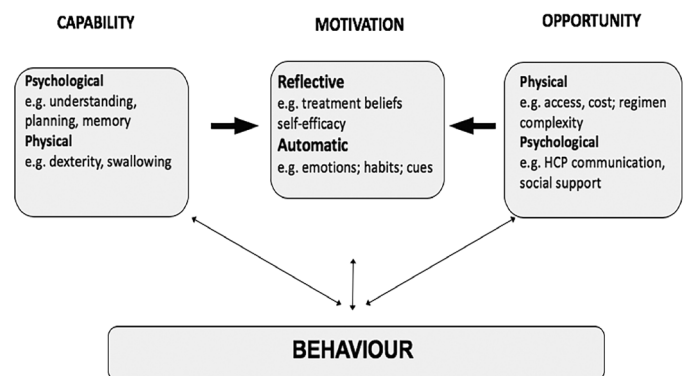 CAPABILITY
MOTIVATION
OPPORTUNITY
Psychological
e.g. understanding,
planning, memory
Physical
e.g. dexterity, swallowing
Reflective
e.g. treatment beliefs
self-efficacy
Automatic
e.g. emotions; habits; cues
Physical
e.g. access, cost; regimen
complexity
Psychological
e.g. HCP communication,
social support
BEHAVIOUR